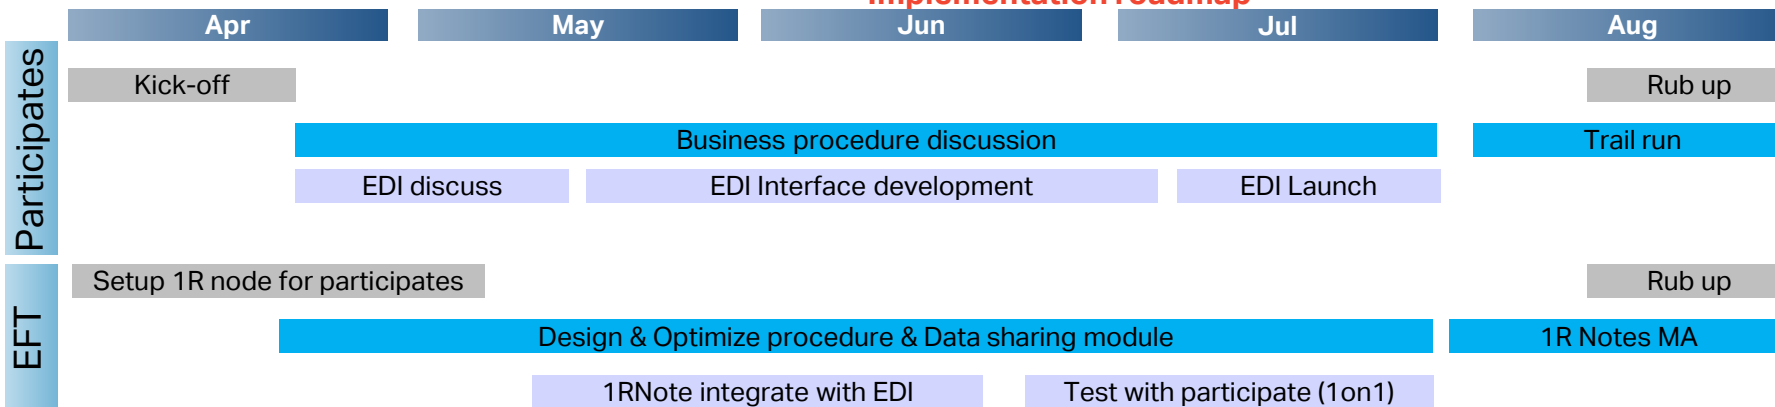 Implementation roadmap
Apr
May
Jun
Jul
Aug
Participates
Kick-off
Rub up
Business procedure discussion
Trail run
EDI discuss
EDI Interface development
EDI Launch
EFT
Setup 1R node for participates
Rub up
Design & Optimize procedure & Data sharing module
1R Notes MA
1RNote integrate with EDI
Test with participate (1on1)